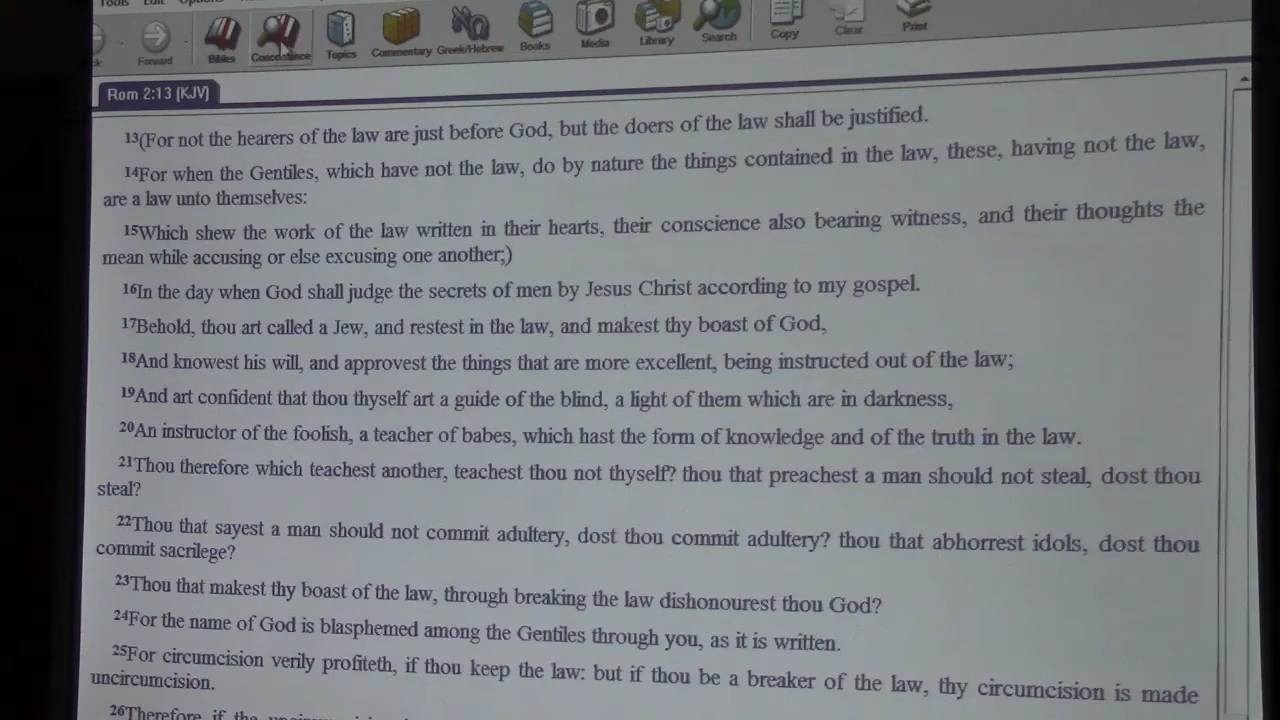 Tools Edit Options
Forward Bibles Concordance Topics Commentary Greek/Hebrew Books Media Library Search Copy Clear Print
Rom 2:13 (KJV)
13(For not the hearers of the law are just before God, but the doers of the law shall be justified.
14For when the Gentiles, which have not the law, do by nature the things contained in the law, these, having not the law,
are a law unto themselves:
15Which shew the work of the law written in their hearts, their conscience also bearing witness, and their thoughts the
mean while accusing or else excusing one another;)
16In the day when God shall judge the secrets of men by Jesus Christ according to my gospel.
17Behold, thou art called a Jew, and restest in the law, and makest thy boast of God,
18And knowest his will, and approvest the things that are more excellent, being instructed out of the law;
19And art confident that thou thyself art a guide of the blind, a light of them which are in darkness,
20An instructor of the foolish, a teacher of babes, which hast the form of knowledge and of the truth in the law.
21Thou therefore which teachest another, teachest thou not thyself? thou that preachest a man should not steal, dost thou
steal?
22Thou that sayest a man should not commit adultery, dost thou commit adultery? thou that abhorrest idols, dost thou
commit sacrilege?
23Thou that makest thy boast of the law, through breaking the law dishonourest thou God?
24For the name of God is blasphemed among the Gentiles through you, as it is written.
25For circumcision verily profiteth, if thou keep the law: but if thou be a breaker of the law, thy circumcision is made
uncircumcision.
26Therefore if the